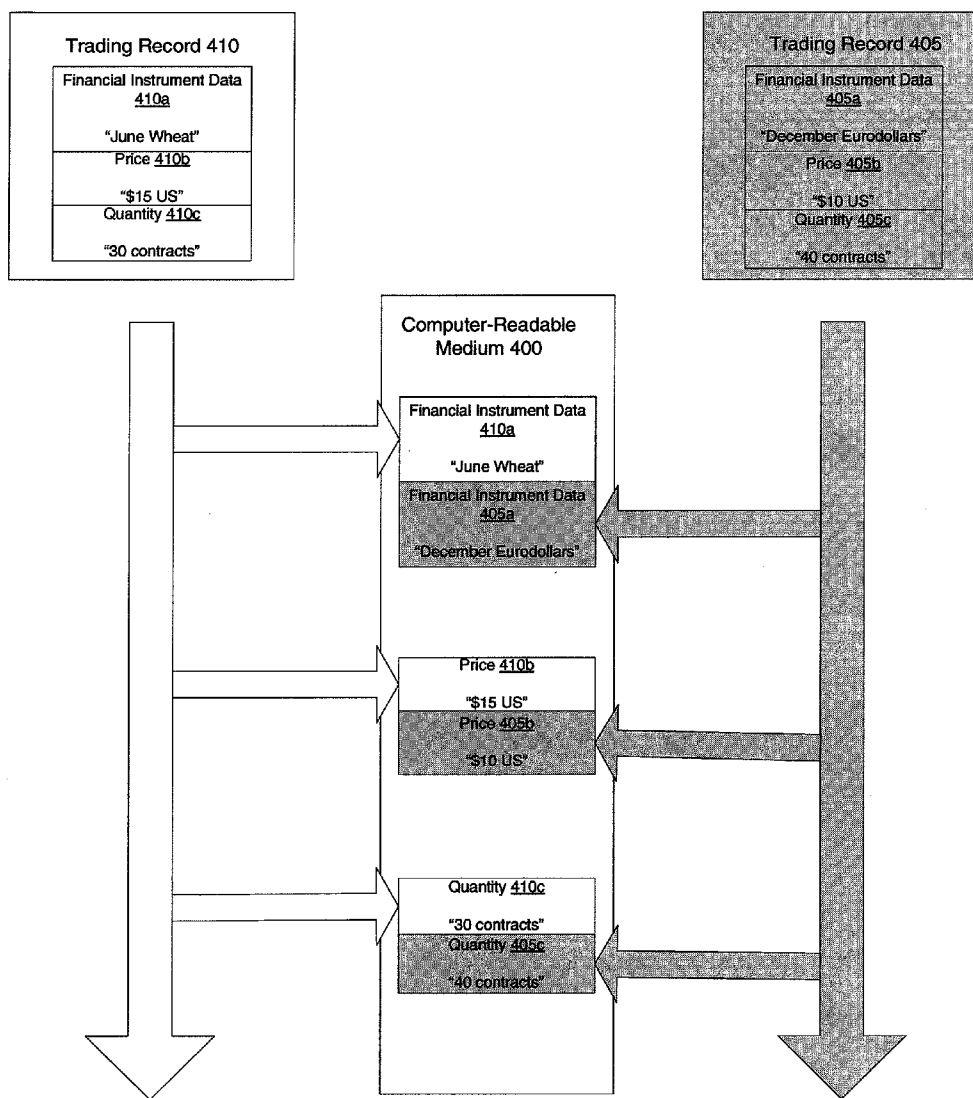 Trading Record 410
Financial Instrument Data
410a
"June Wheat"
Price 410b
"$15 US"
Quantity 410c
"30 contracts"
Trading Record 405
Financial Instrument Data
405a
"December Eurodollars"
Price 405b
"$10 US"
Quantity 405c
"40 contracts"
Computer-Readable
Medium 400
Financial Instrument Data
410a
"June Wheat"
Financial Instrument Data
405a
"December Eurodollars"
Price 410b
"$15 US"
Price 405b
"$10 US"
Quantity 410c
"30 contracts"
Quantity 405c
"40 contracts"